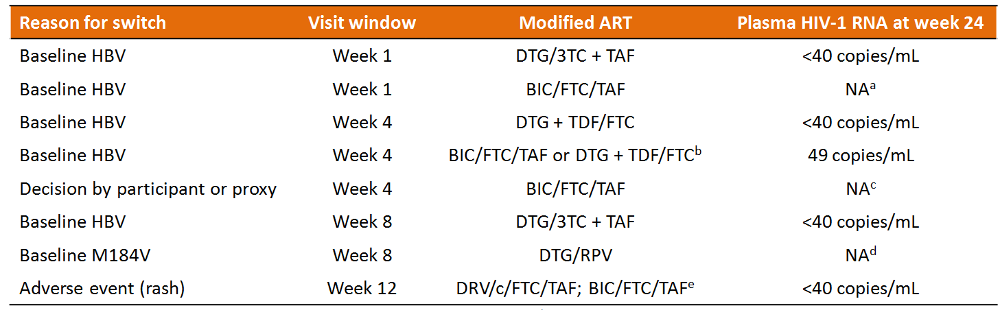 Reason for switch Visit window Modified ART Plasma HIV-1 RNA at week 24
Baseline HBV Week 1 DTG/3TC + TAF <40 copies/mL
Baseline HBV Week 1 BIC/FTC/TAF NAa
Baseline HBV Week 4 DTG + TDF/FTC <40 copies/mL
Baseline HBV Week 4 BIC/FTC/TAF or DTG + TDF/FTCb 49 copies/mL
Decision by participant or proxy Week 4 BIC/FTC/TAF NAc
Baseline HBV Week 8 DTG/3TC + TAF <40 copies/mL
Baseline M184V Week 8 DTG/RPV NAd
Adverse event (rash) Week 12 DRV/c/FTC/TAF; BIC/FTC/TAFe <40 copies/mL